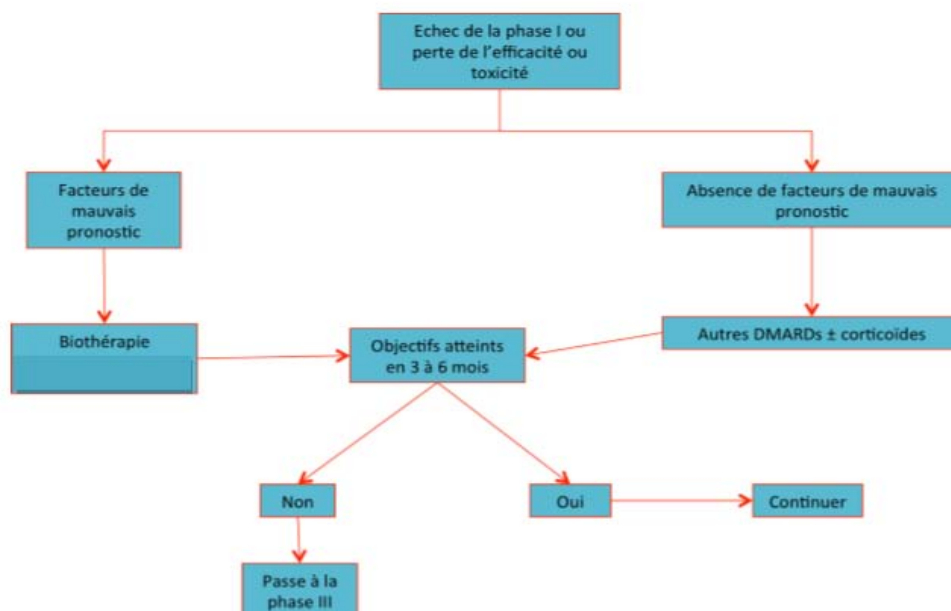 Echec de la phase I ou
perte de l'efficacité ou
toxicité
Facteurs de
mauvais
pronostic
Absence de facteurs de mauvais
pronostic
Biothérapie
Objectifs atteints
en 3 à 6 mois
Autres DMARDs ± corticoïdes
Non
Oui
Continuer
Passe à la
phase III